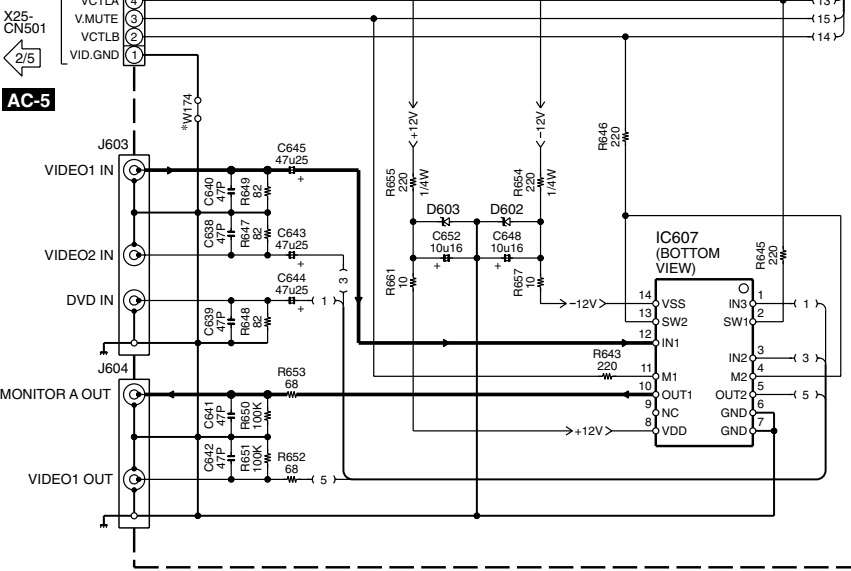 VCTLA 4
X25-
CN501
V.MUTE 3
VCTLB 2
VID.GND 1
2/5
AC-5
13
15
14
*W174
+12V
-12V
R646
220
J603
VIDEO1 IN
C640
47P
R649
82
C645
47u25
+
R655
220
1/4W
R654
220
1/4W
D603
D602
C638
47P
R647
82
C643
47u25
+
C652
10u16
+
C648
10u16
+
VIDEO2 IN
DVD IN
C644
47u25
+
1
3
C639
47P
R648
82
R661
10
R657
10
R645
220
IC607
(BOTTOM
VIEW)
-12V
14 VSS
13 SW2
12 IN1
11 M1
10 OUT1
9 NC
8 VDD
IN3 1
SW1 2
IN2 3
M2 4
OUT2 5
GND 6
GND 7
1
3
5
R643
220
+12V
J604
MONITOR A OUT
R653
68
C641
47P
R650
100K
C642
47P
R651
100K
R652
68
VIDEO1 OUT
5